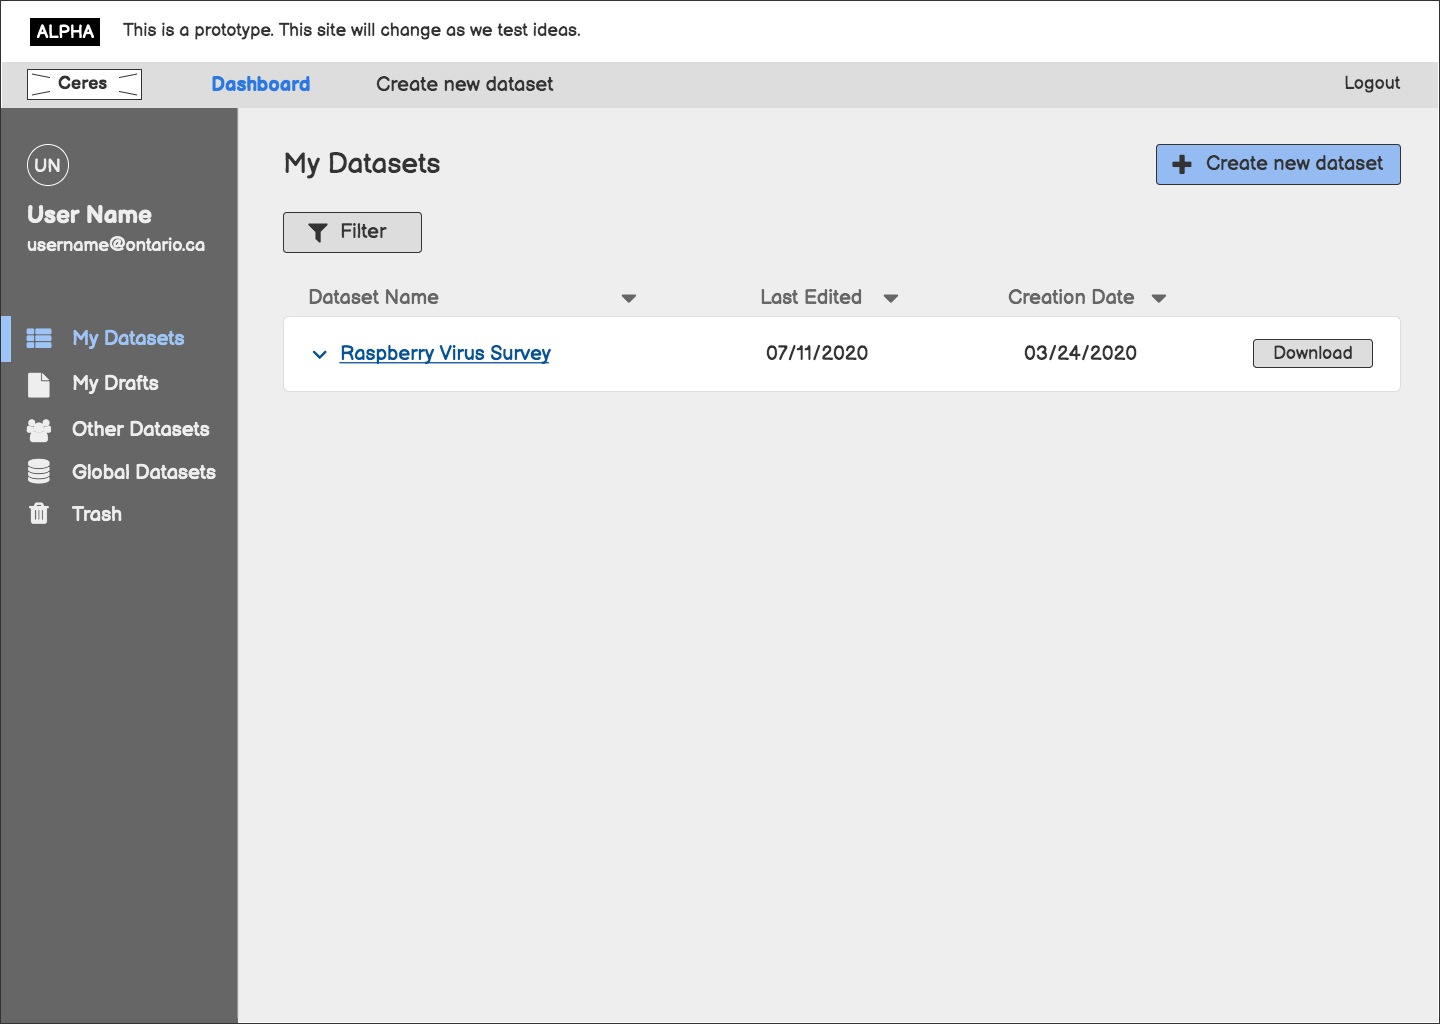 ALPHA This is a prototype. This site will change as we test ideas.
Ceres Dashboard Create new dataset Logout
UN
User Name
username@ontario.ca
My Datasets
My Drafts
Other Datasets
Global Datasets
Trash
My Datasets Create new dataset
Filter
Dataset Name Last Edited Creation Date
Raspberry Virus Survey 07/11/2020 03/24/2020 Download